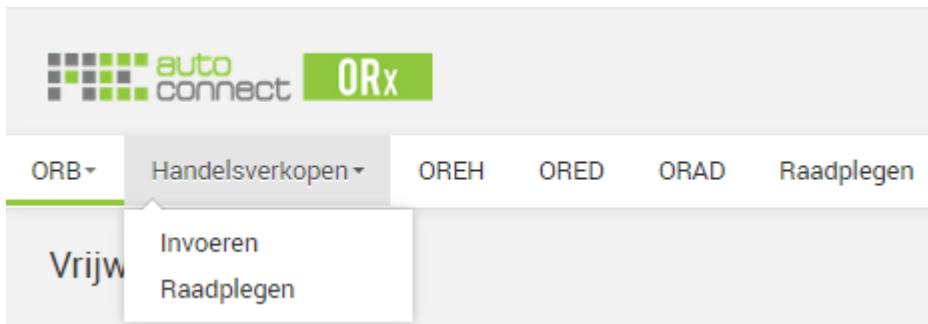 auto
connect ORx
ORB Handelsverkopen OREH ORED ORAD Raadplegen
Invoeren
Vrijw
Raadplegen